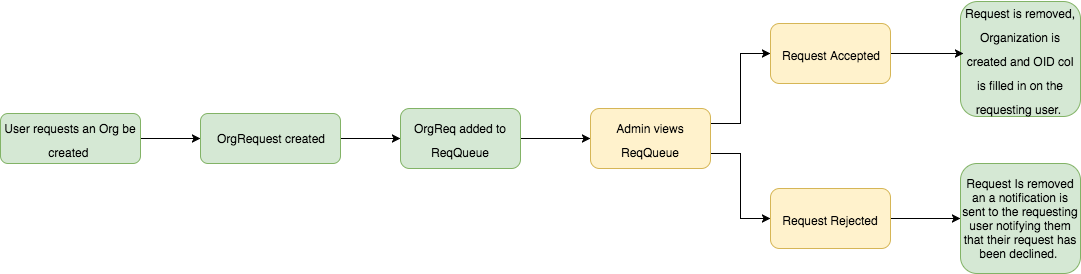 User requests an Org be
created
OrgRequest created
OrgReq added to
ReqQueue
Admin views
ReqQueue
Request Accepted
Request is removed,
Organization is
created and OID col
is filled in on the
requesting user.
Request Rejected
Request Is removed
an a notification is
sent to the requesting
user notifying them
that their request has
been declined.